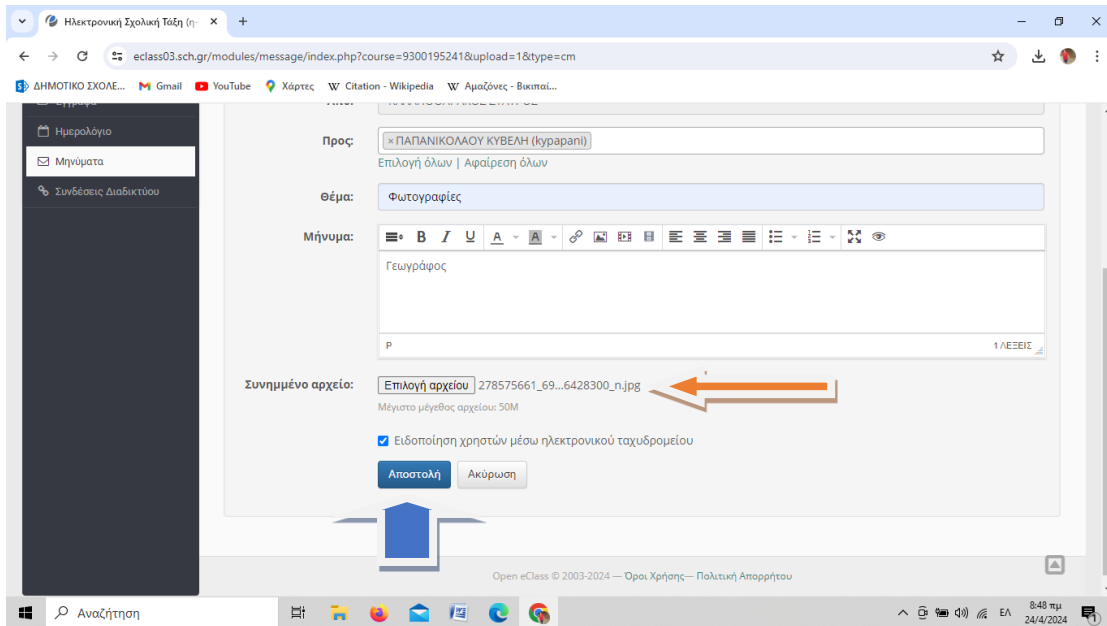 Ηλεκτρονική Σχολική Τάξη (η-
eclass03.sch.gr/modules/message/index.php?course=9300195241&upload=1&type=cm
ΔΗΜΟΤΙΚΟ ΣΧΟΛΕ... Gmail YouTube Χάρτες Citation - Wikipedia Αμαζόνες - Βικιπαί...
Έγγραφα
Ημερολόγιο
Μηνύματα
Συνδέσεις Διαδικτύου
Προς: × ΠΑΠΑΝΙΚΟΛΑΟΥ ΚΥΒΕΛΗ (kypapani)
Επιλογή όλων | Αφαίρεση όλων
Θέμα: Φωτογραφίες
Μήνυμα: B I U A A
Γεωγράφος
P 1 ΛΕΞΕΙΣ
Συνημμένο αρχείο: Επιλογή αρχείου 278575661_69...6428300_n.jpg
Μέγιστο μέγεθος αρχείου: 50M
Ειδοποίηση χρηστών μέσω ηλεκτρονικού ταχυδρομείου
Αποστολή Ακύρωση
Open eClass © 2003-2024 — Όροι Χρήσης— Πολιτική Απορρήτου
Αναζήτηση ΕΛ 8:48 πμ
24/4/2024